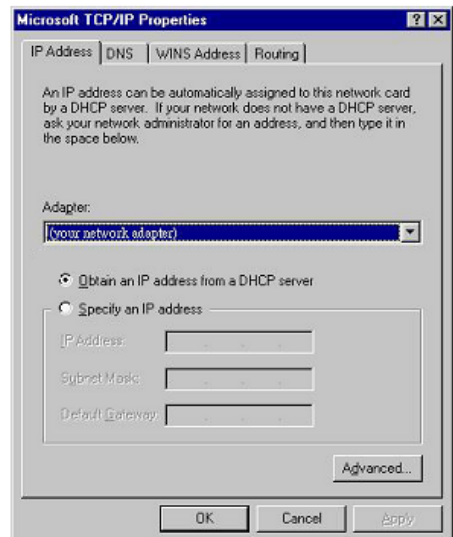 Microsoft TCP/IP Properties
IP Address DNS WINS Address Routing
An IP address can be automatically assigned to this network card
by a DHCP server. If your network does not have a DHCP server,
ask your network administrator for an address, and then type it in
the space below.
Adapter:
(your network adapter)
Obtain an IP address from a DHCP server
Specify an IP address
IP Address:
Subnet Mask:
Default Gateway:
Advanced...
OK Cancel Apply